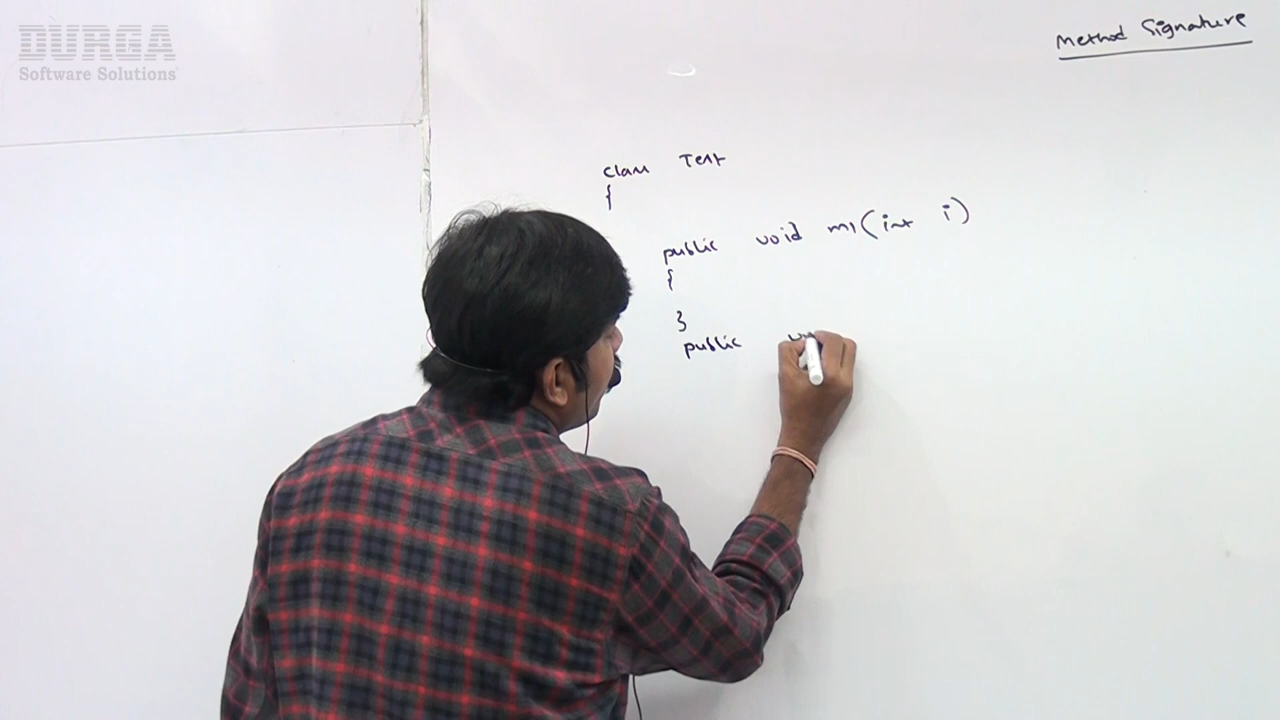 DURGA
Software Solutions
Method Signature
class Test
{
public void m1(int i)
{
}
public